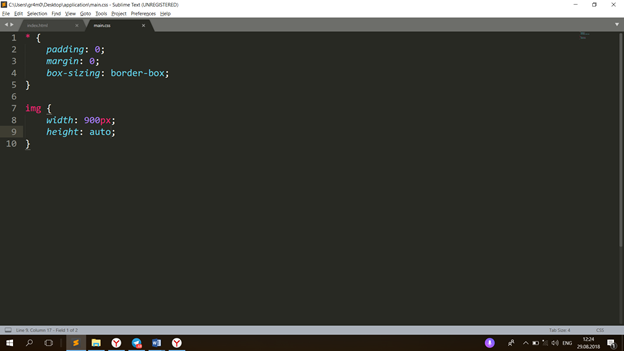 C:\Users\gr4m0\Desktop\application\main.css - Sublime Text (UNREGISTERED)
File Edit Selection Find View Goto Tools Project Preferences Help
index.html main.css
1 * {
2 padding: 0;
3 margin: 0;
4 box-sizing: border-box;
5 }
6
7 img {
8 width: 900px;
9 height: auto;
10 }
Line 9, Column 17 - Field 1 of 2 Tab Size: 4 CSS
ENG 12:24
29.08.2018